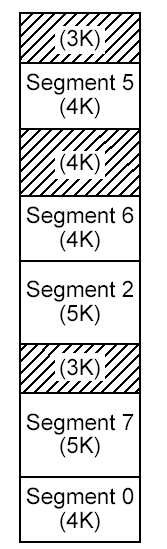 (3K)
Segment 5
(4K)
(4K)
Segment 6
(4K)
Segment 2
(5K)
(3K)
Segment 7
(5K)
Segment 0
(4K)